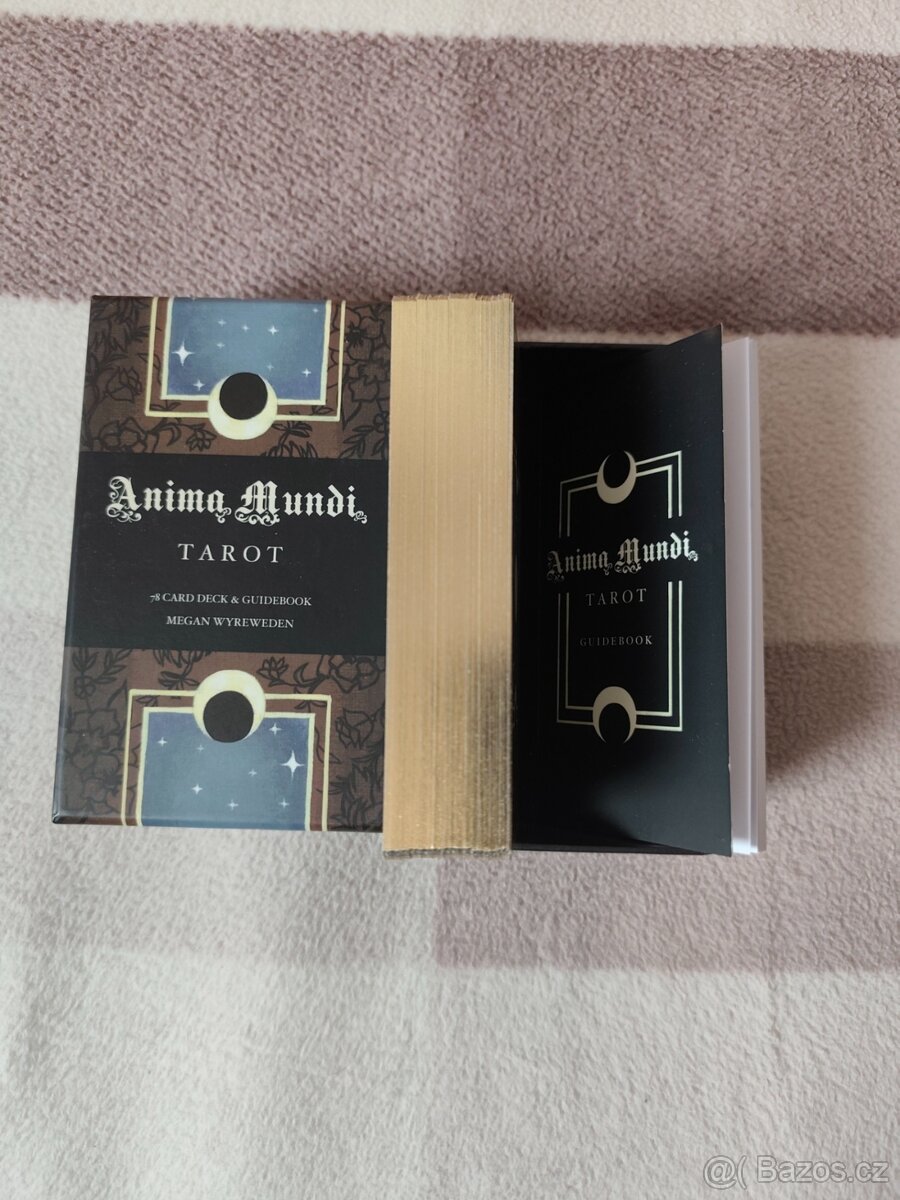 Anima Mundi
TAROT
78 CARD DECK & GUIDEBOOK
MEGAN WYREWEDEN
Anima Mundi
TAROT
GUIDEBOOK
@( Bazos.cz